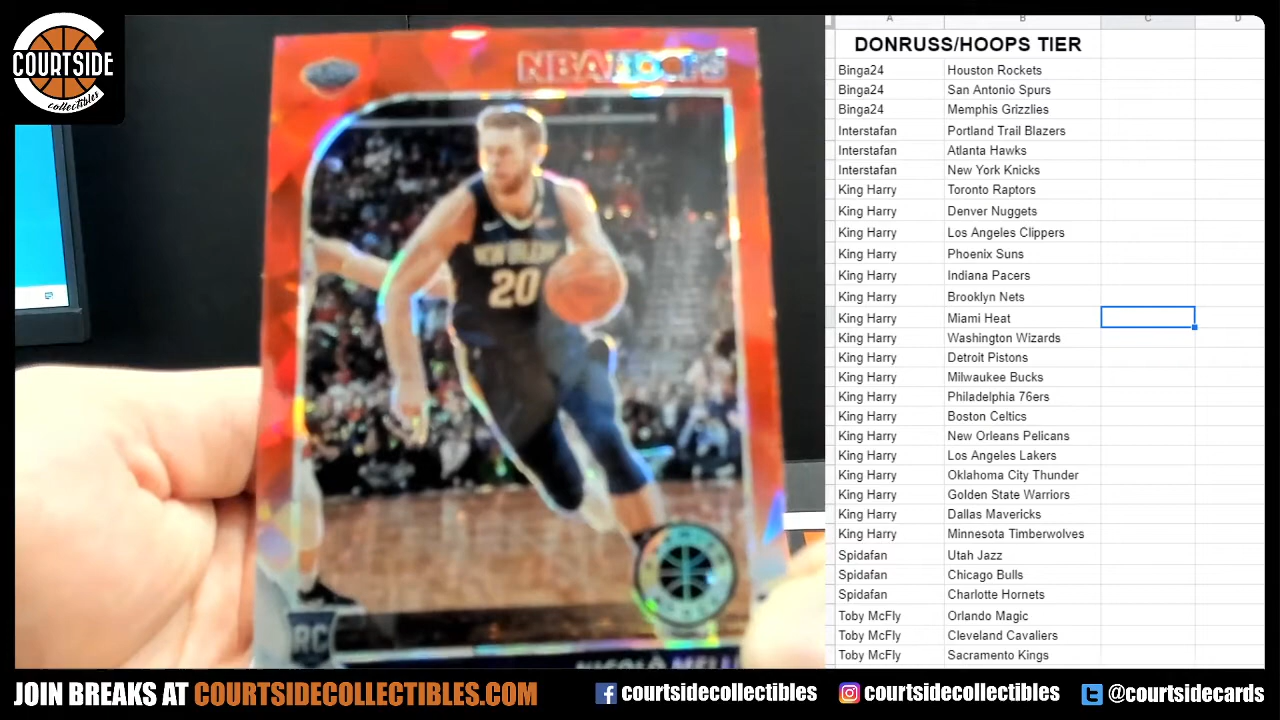 COURTSIDE
collectibles
NBA HOOPS
NEW ORLEANS
20
RC
NICOLÒ MELLI
A B C D
DONRUSS/HOOPS TIER
Binga24 Houston Rockets
Binga24 San Antonio Spurs
Binga24 Memphis Grizzlies
Interstafan Portland Trail Blazers
Interstafan Atlanta Hawks
Interstafan New York Knicks
King Harry Toronto Raptors
King Harry Denver Nuggets
King Harry Los Angeles Clippers
King Harry Phoenix Suns
King Harry Indiana Pacers
King Harry Brooklyn Nets
King Harry Miami Heat
King Harry Washington Wizards
King Harry Detroit Pistons
King Harry Milwaukee Bucks
King Harry Philadelphia 76ers
King Harry Boston Celtics
King Harry New Orleans Pelicans
King Harry Los Angeles Lakers
King Harry Oklahoma City Thunder
King Harry Golden State Warriors
King Harry Dallas Mavericks
King Harry Minnesota Timberwolves
Spidafan Utah Jazz
Spidafan Chicago Bulls
Spidafan Charlotte Hornets
Toby McFly Orlando Magic
Toby McFly Cleveland Cavaliers
Toby McFly Sacramento Kings
JOIN BREAKS AT COURTSIDECOLLECTIBLES.COM courtsidecollectibles courtsidecollectibles @courtsidecards